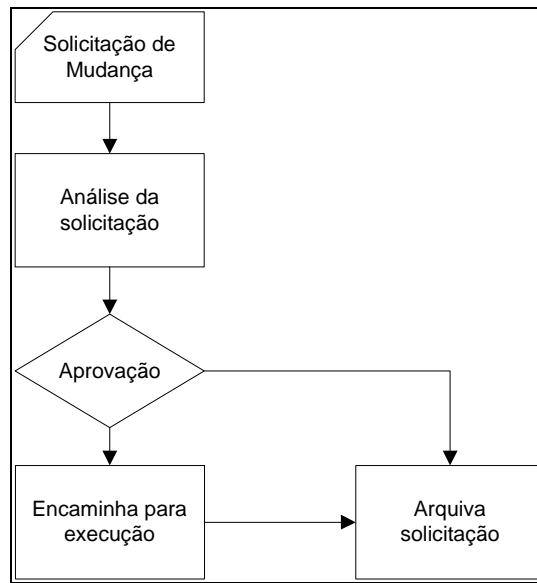 Solicitação de
Mudança
Análise da
solicitação
Aprovação
Encaminha para
execução
Arquiva
solicitação